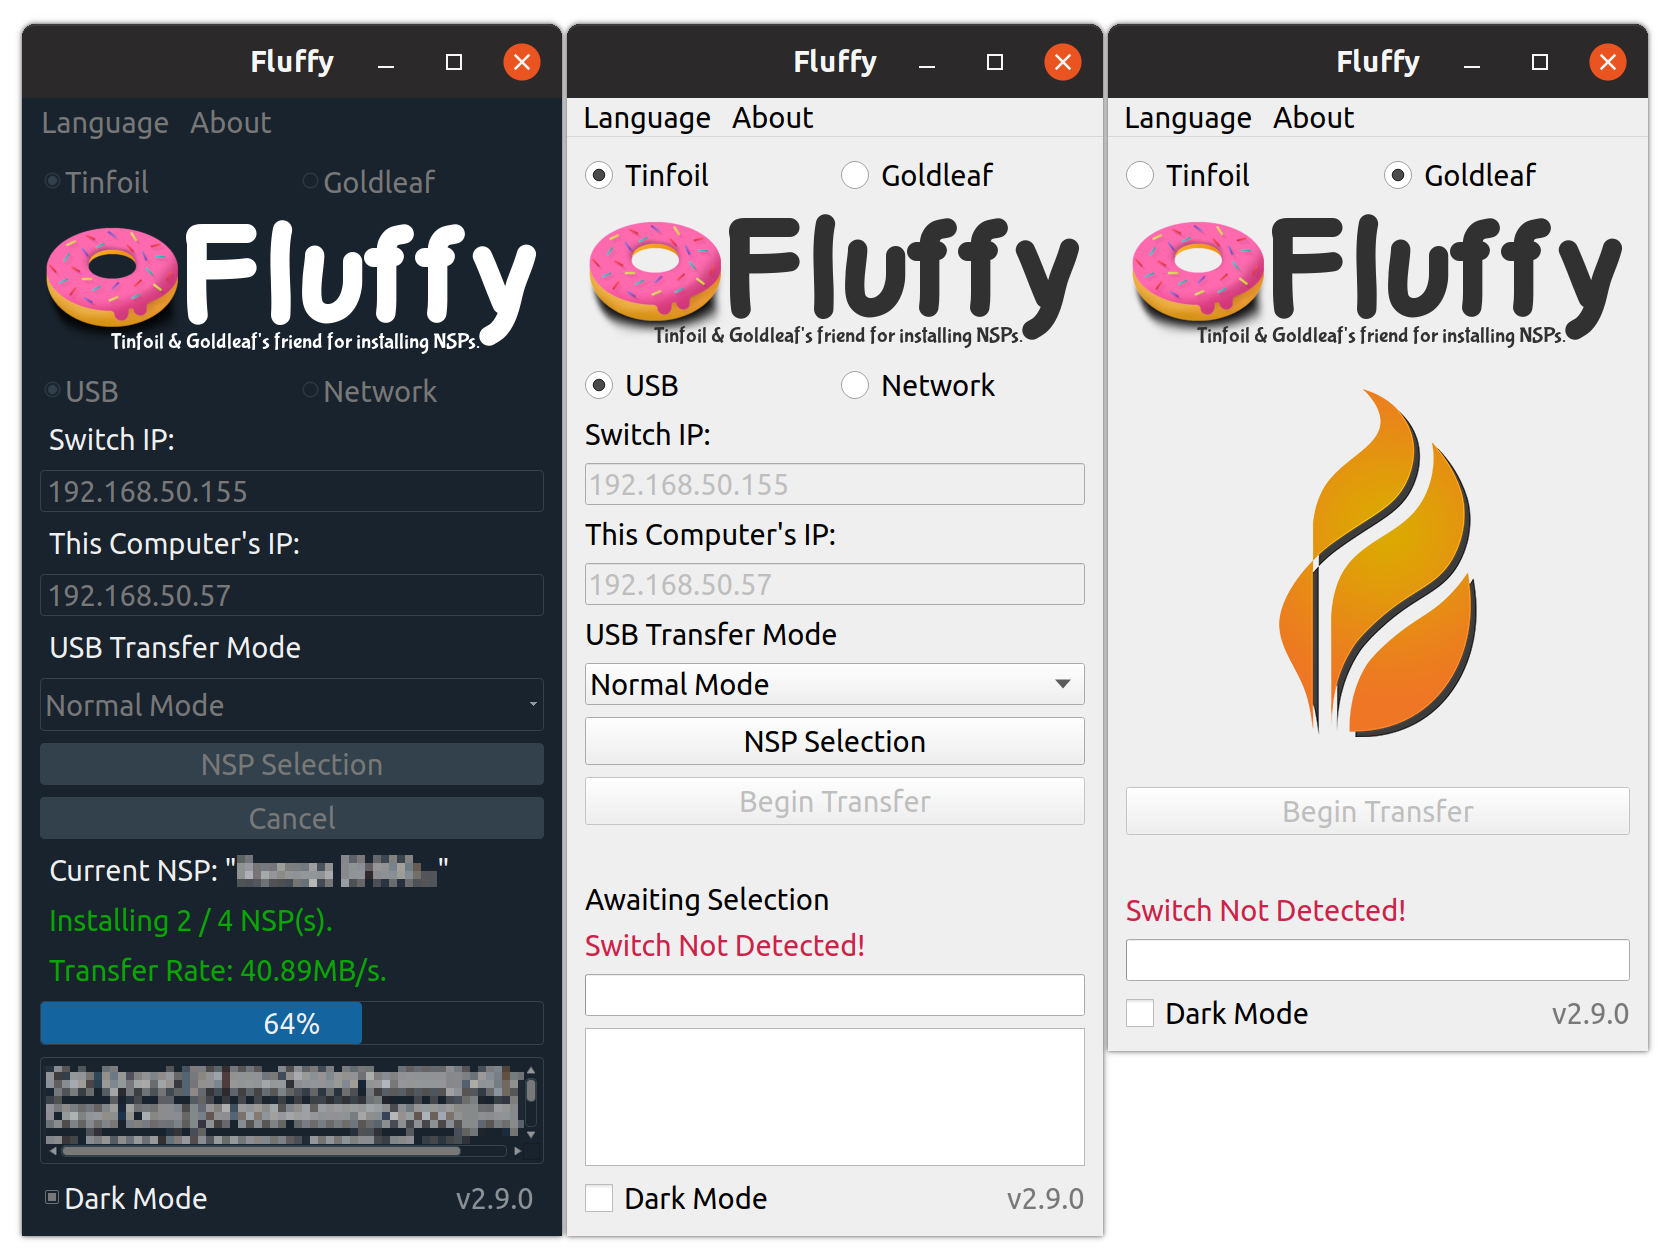 Fluffy
Language About
Tinfoil Goldleaf
Fluffy
Tinfoil & Goldleaf's friend for installing NSPs.
USB Network
Switch IP:
192.168.50.155
This Computer's IP:
192.168.50.57
USB Transfer Mode
Normal Mode
NSP Selection
Cancel
Current NSP: " "
Installing 2 / 4 NSP(s).
Transfer Rate: 40.89MB/s.
64%
Dark Mode v2.9.0
Fluffy
Language About
Tinfoil Goldleaf
Fluffy
Tinfoil & Goldleaf's friend for installing NSPs.
USB Network
Switch IP:
192.168.50.155
This Computer's IP:
192.168.50.57
USB Transfer Mode
Normal Mode
NSP Selection
Begin Transfer
Awaiting Selection
Switch Not Detected!
Dark Mode v2.9.0
Fluffy
Language About
Tinfoil Goldleaf
Fluffy
Tinfoil & Goldleaf's friend for installing NSPs.
Begin Transfer
Switch Not Detected!
Dark Mode v2.9.0